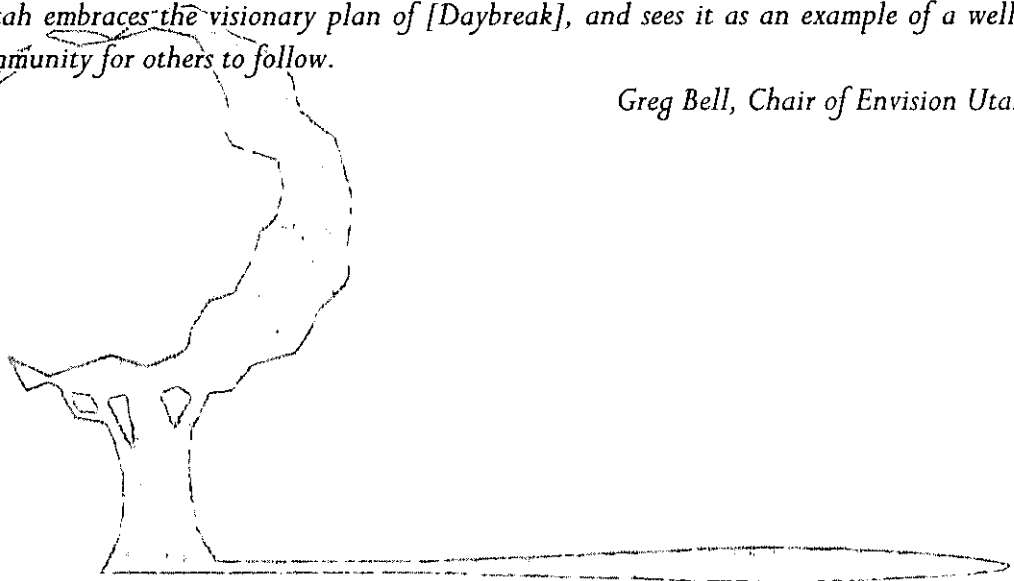 tah embraces the visionary plan of [Daybreak], and sees it as an example of a well
mmunity for others to follow.
Greg Bell, Chair of Envision Uta